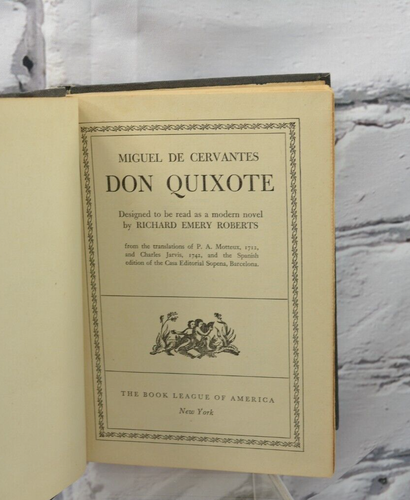 MIGUEL DE CERVANTES
DON QUIXOTE
Designed to be read as a modern novel
by RICHARD EMERY ROBERTS
from the translations of P. A. Motteux, 1712,
and Charles Jarvis, 1742, and the Spanish
edition of the Casa Editorial Sopena, Barcelona.
THE BOOK LEAGUE OF AMERICA
New York